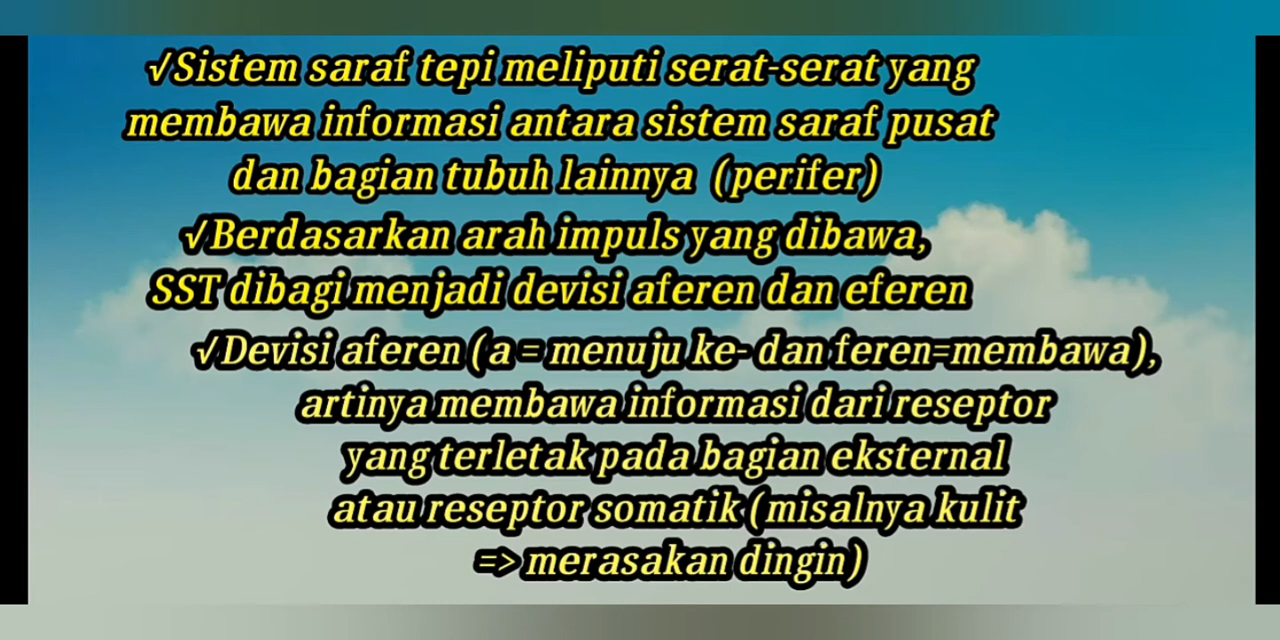 √Sistem saraf tepi meliputi serat-serat yang
membawa informasi antara sistem saraf pusat
dan bagian tubuh lainnya (perifer)
√Berdasarkan arah impuls yang dibawa,
SST dibagi menjadi devisi aferen dan eferen
√Devisi aferen (a = menuju ke- dan feren=membawa),
artinya membawa informasi dari reseptor
yang terletak pada bagian eksternal
atau reseptor somatik (misalnya kulit
=> merasakan dingin)